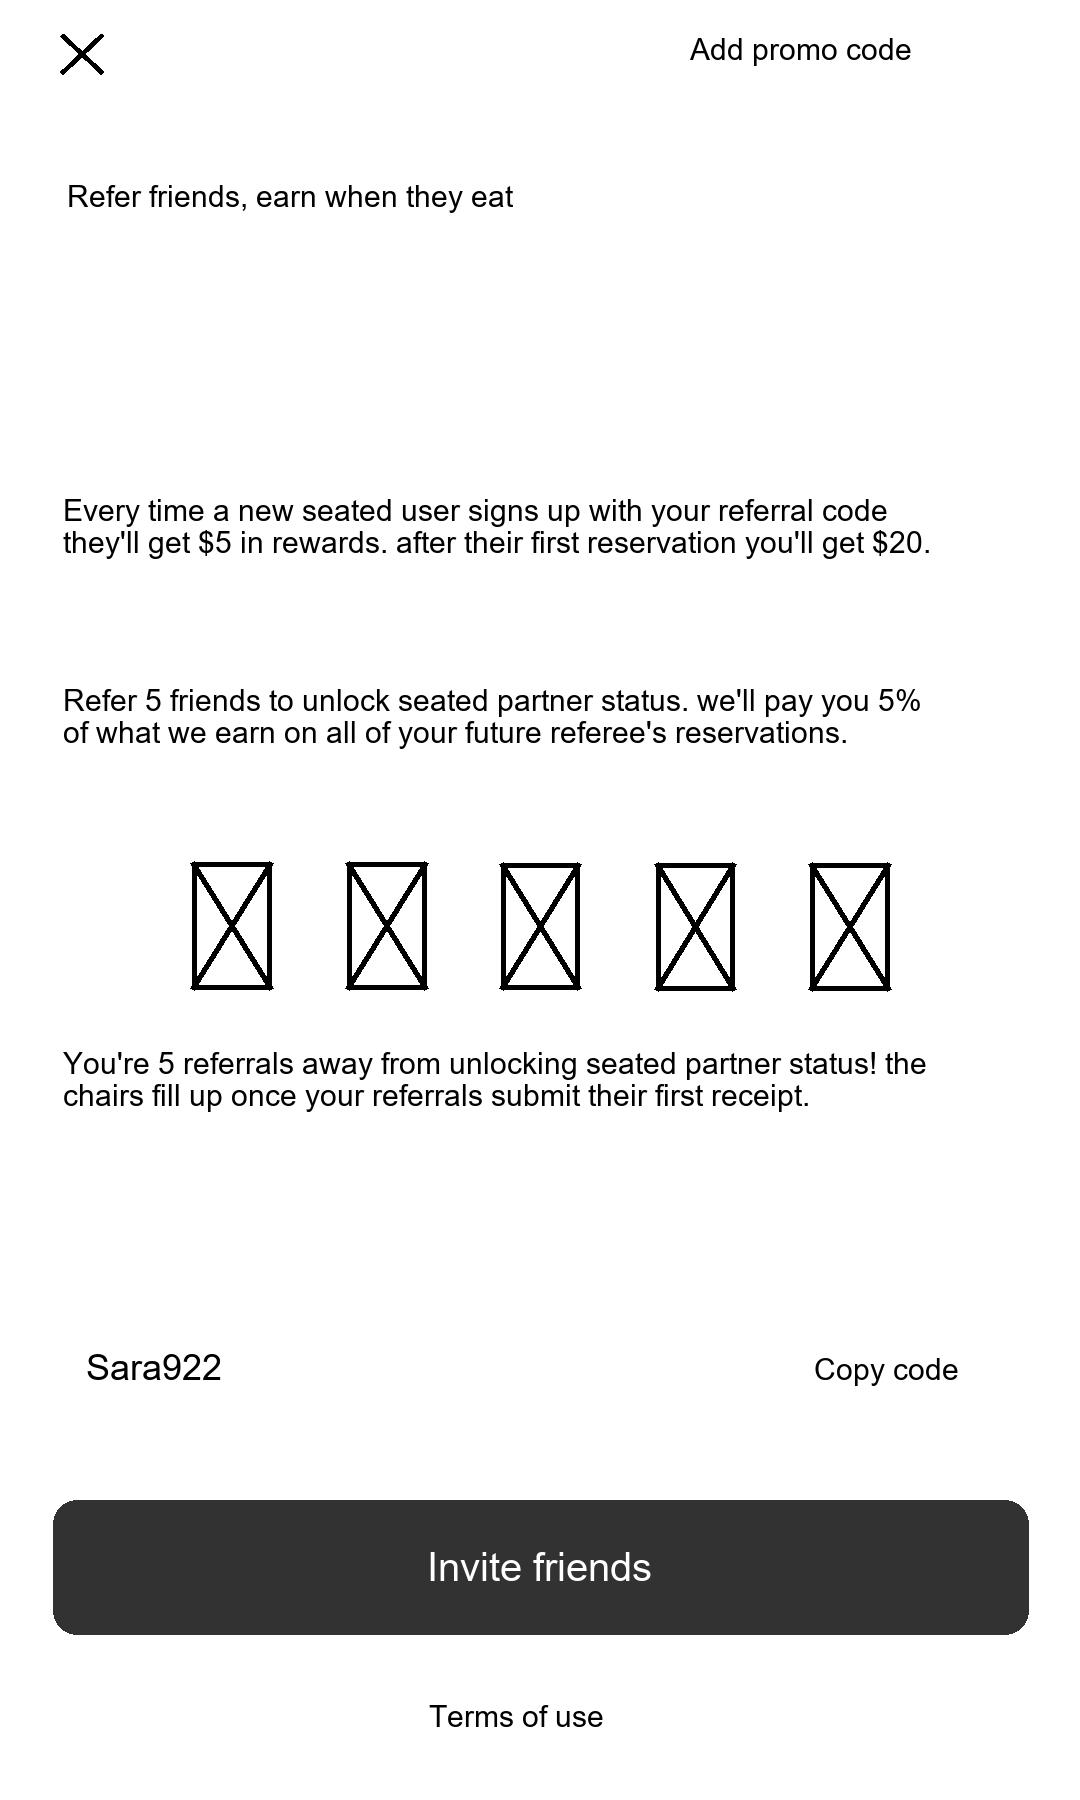 Add promo code
Refer friends, earn when they eat
Every time a new seated user signs up with your referral code
they'll get $5 in rewards. after their first reservation you'll get $20.
Refer 5 friends to unlock seated partner status. we'll pay you 5%
of what we earn on all of your future referee's reservations.
You're 5 referrals away from unlocking seated partner status! the
chairs fill up once your referrals submit their first receipt.
Sara922
Copy code
Invite friends
Terms of use